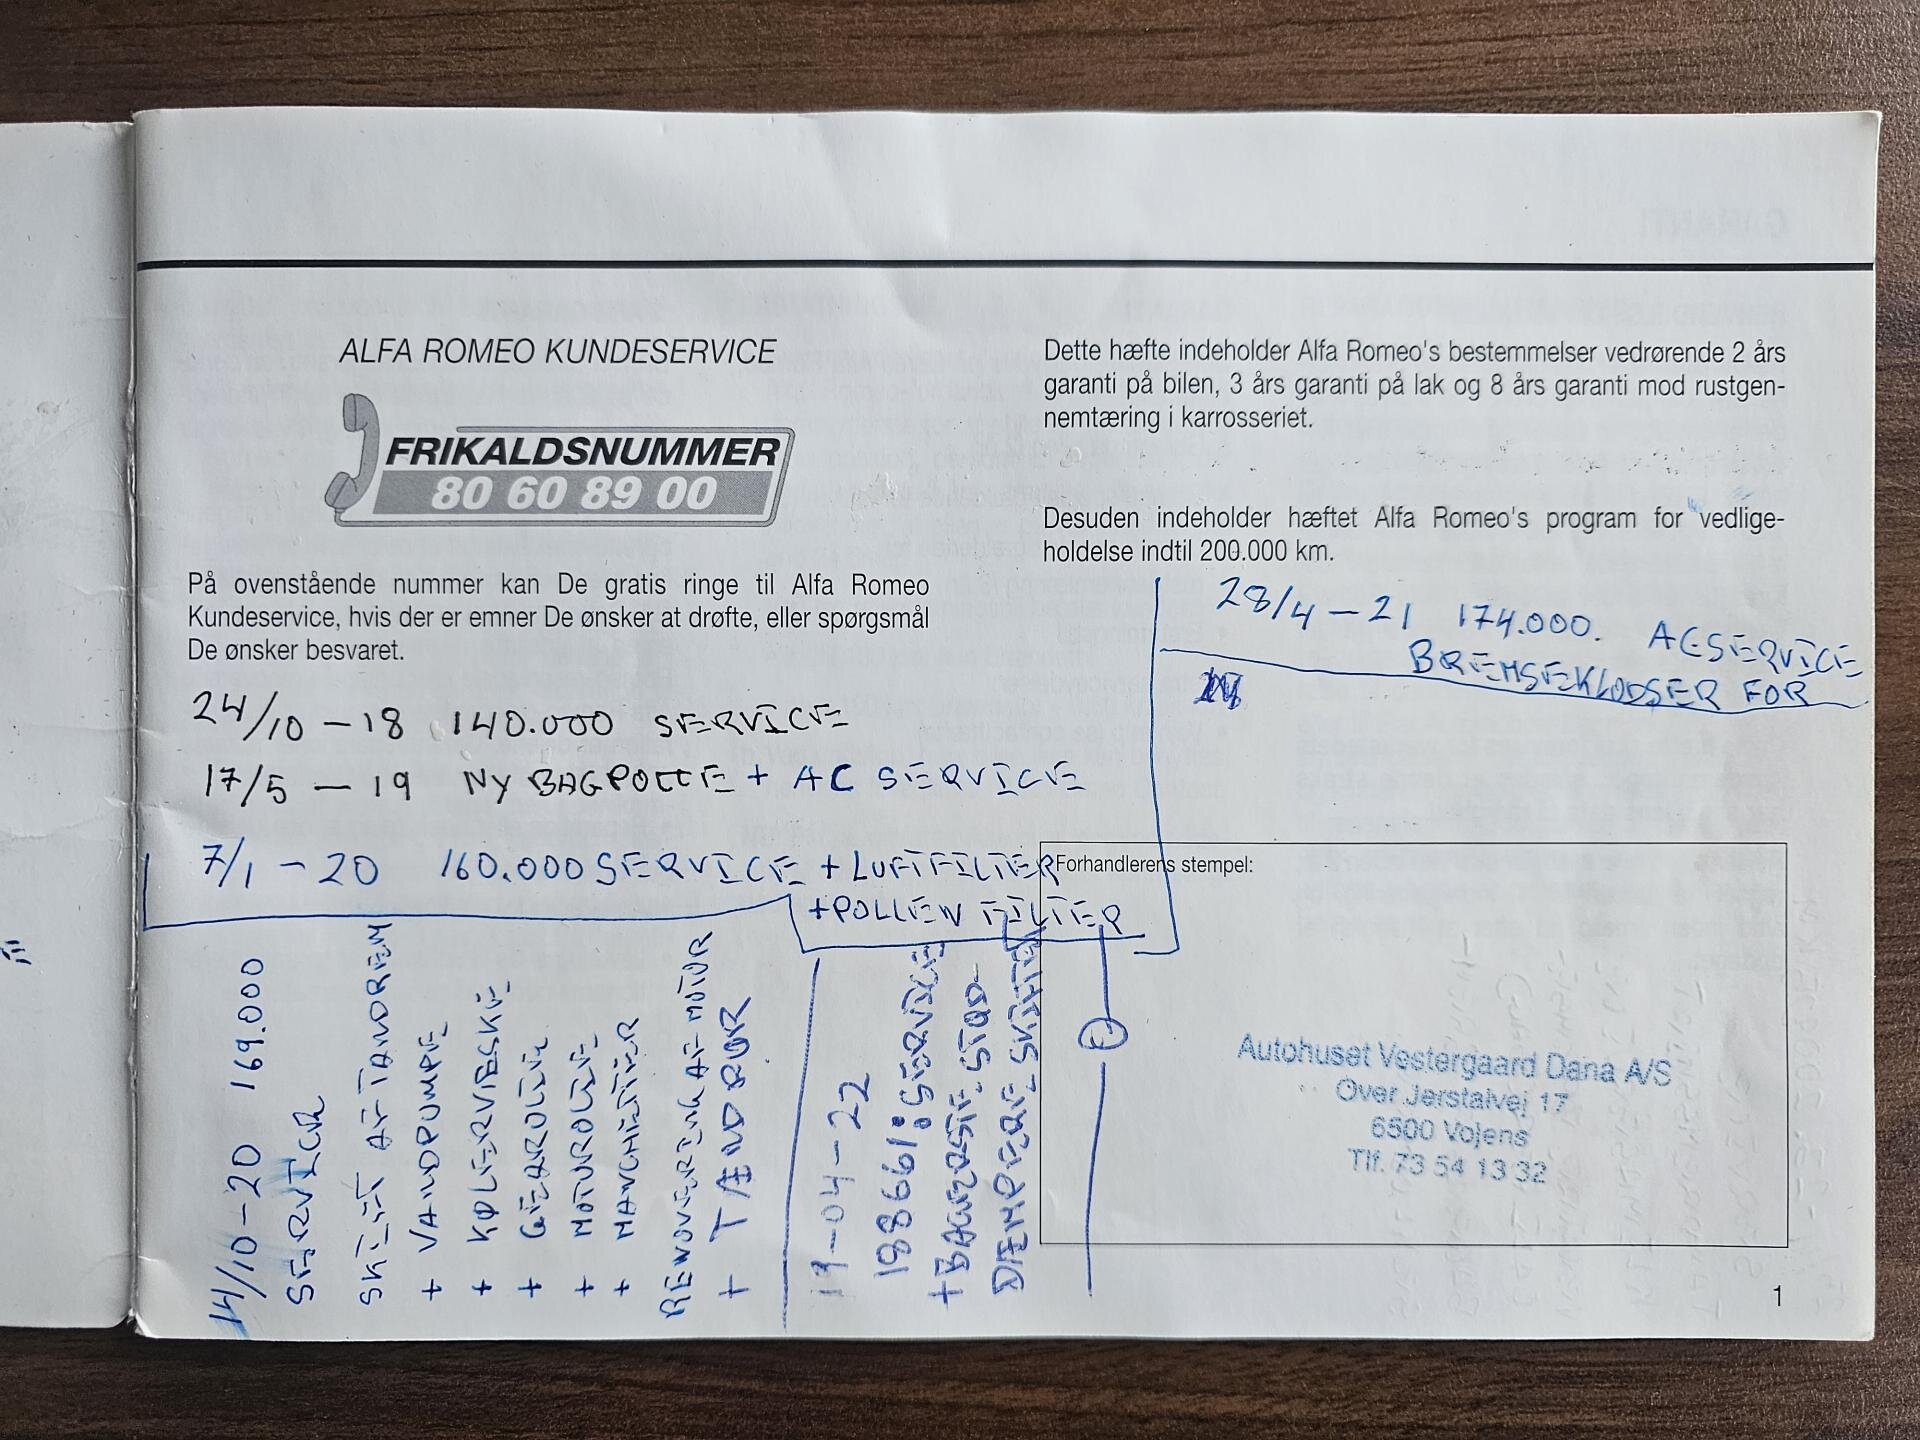 ALFA ROMEO KUNDESERVICE
FRIKALDSNUMMER
80 60 89 00
På ovenstående nummer kan De gratis ringe til Alfa Romeo
Kundeservice, hvis der er emner De ønsker at drøfte, eller spørgsmål
De ønsker besvaret.
24/10 - 18 140.000 SERVICE
17/5 - 19 NY BAGPOTTE + AC SERVICE
7/1 - 20 160.000 SERVICE + LUFTFILTER
+ POLLEN FILTER
14/10-20 169.000
SERVICE
SKIFT AF TANDREM
+ VANDPUMPE
+ KØLERVESKE
+ GEAROLIE
+ MOTOROLIE
+ MANCHETTER
RENOVERING AF MOTOR
+ TÆNDRØR
19-04-22
188661: SERVICE
+ BAGBÆRSTE-STØD-
DÆMPERE-SKIFTET
Dette hæfte indeholder Alfa Romeo's bestemmelser vedrørende 2 års
garanti på bilen, 3 års garanti på lak og 8 års garanti mod rustgen-
nemtæring i karrosseriet.
Desuden indeholder hæftet Alfa Romeo's program for vedlige-
holdelse indtil 200.000 km.
28/4 - 21 174.000. AC SERVICE
BREMSEKLODSER FOR
Forhandlerens stempel:
Autohuset Vestergaard Dana A/S
Over Jerstalvej 17
6500 Vojens
Tlf. 73 54 13 32
1